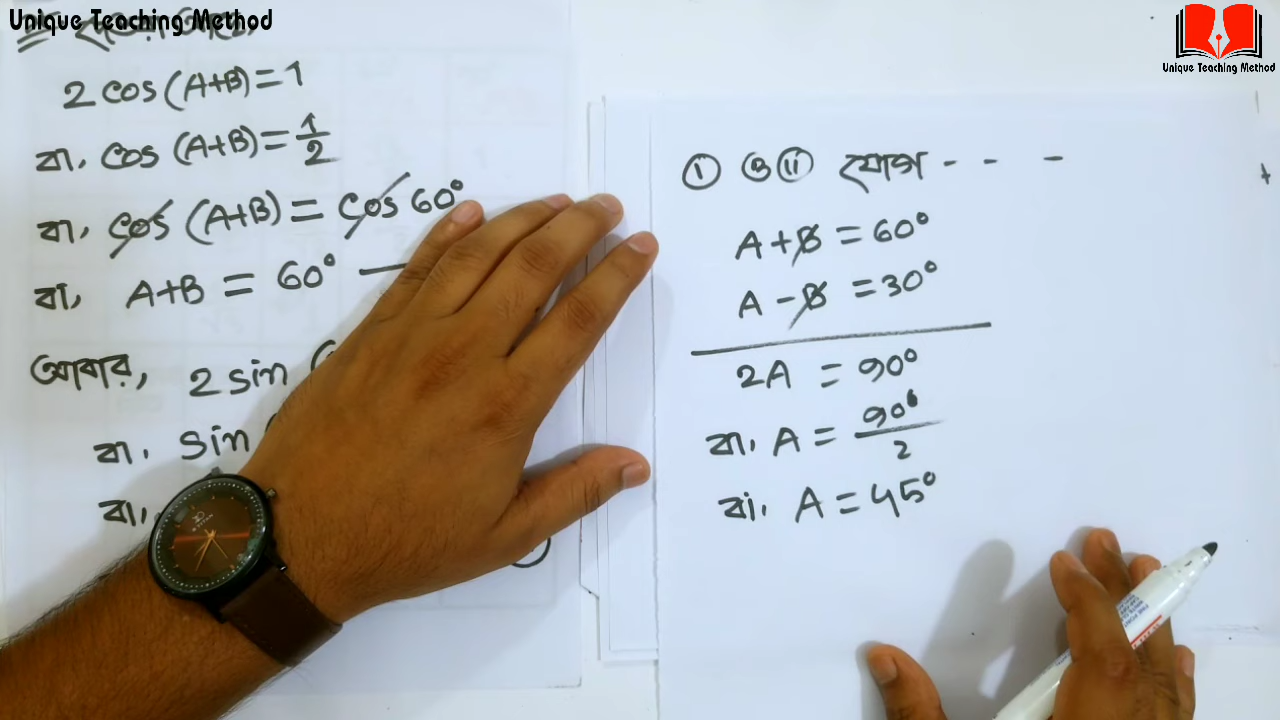 Unique Teaching Method
Unique Teaching Method
2 cos (A+B) = 1
বা, cos (A+B) = 1/2
বা, cos (A+B) = cos 60°
বা, A+B = 60° —
আবার, 2 sin (
বা, sin
বা,
i ও ii যোগ - - -
A + B = 60°
A - B = 30°
2A = 90°
বা, A = 90°/2
বা, A = 45°